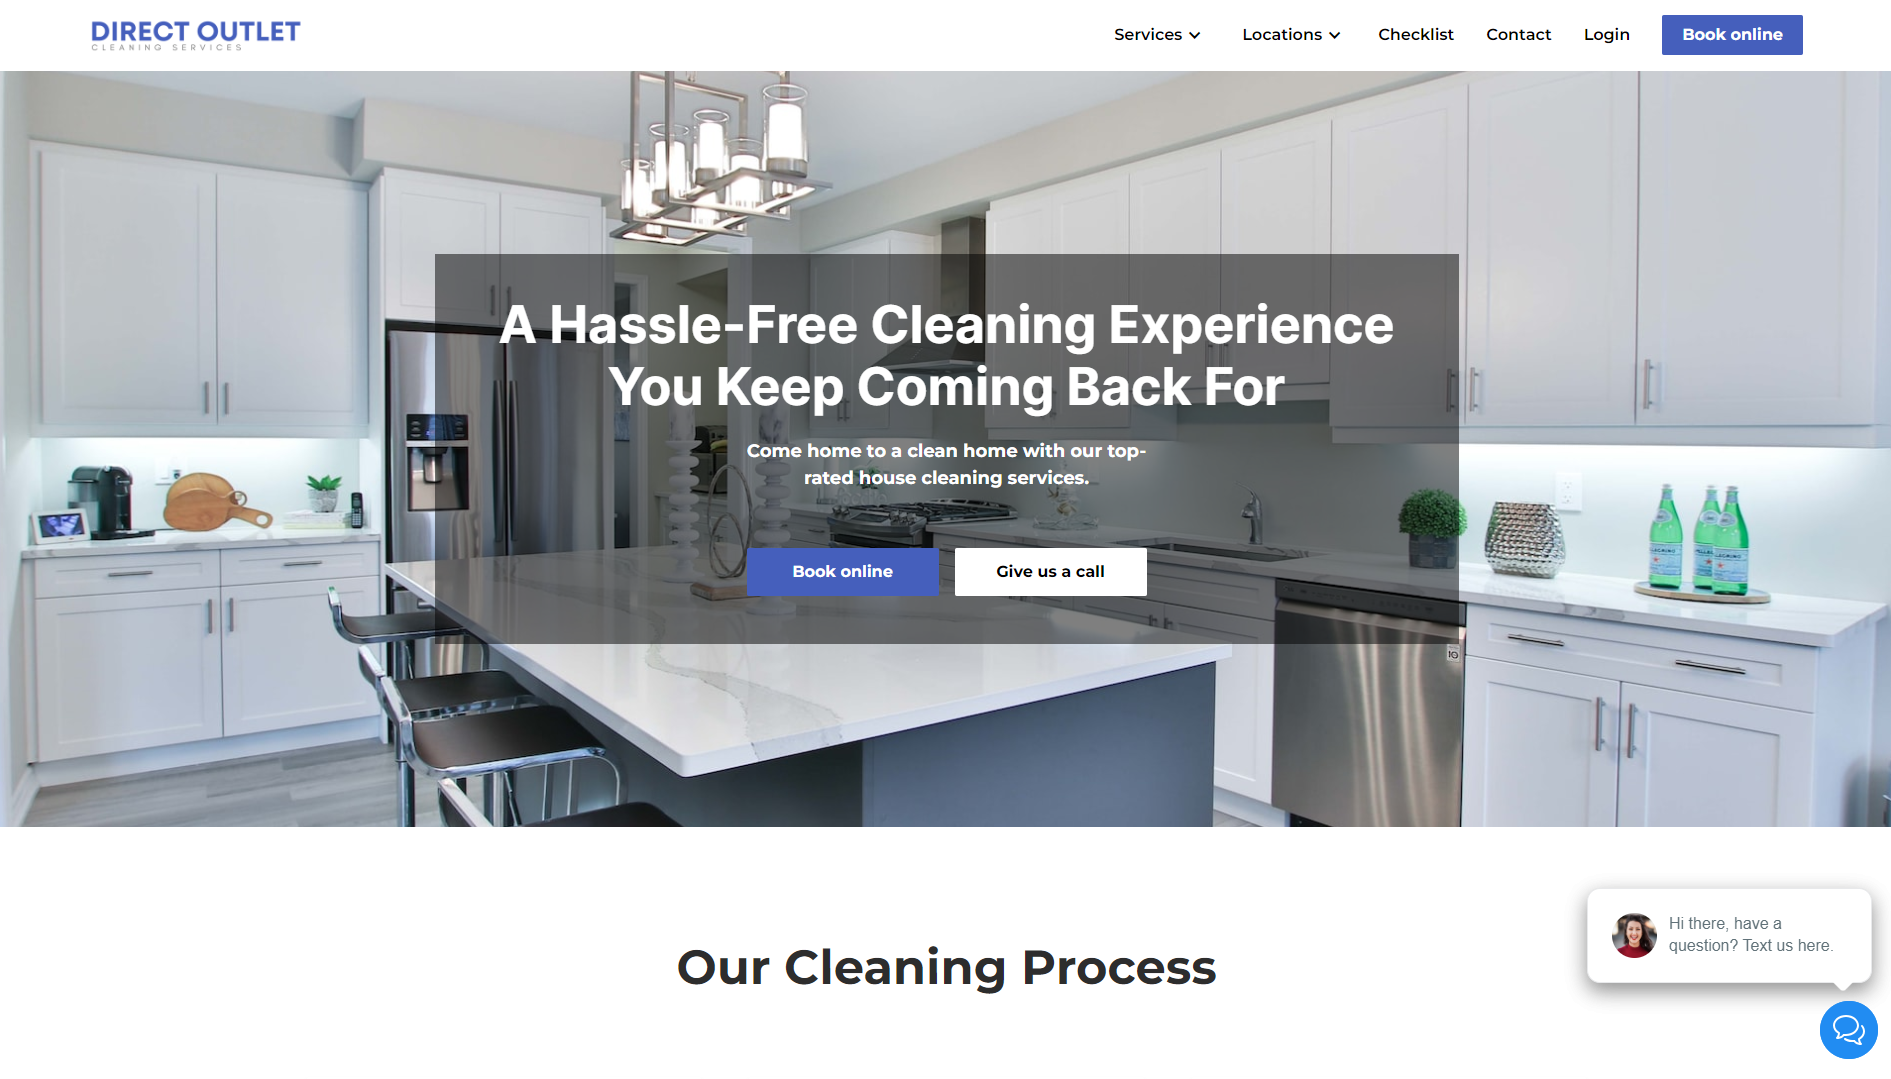 DIRECT OUTLET
CLEANING SERVICES
Services
Locations
Checklist
Contact
Login
Book online
A Hassle-Free Cleaning Experience
You Keep Coming Back For
Come home to a clean home with our top-
rated house cleaning services.
Book online
Give us a call
Our Cleaning Process
Hi there, have a
question? Text us here.